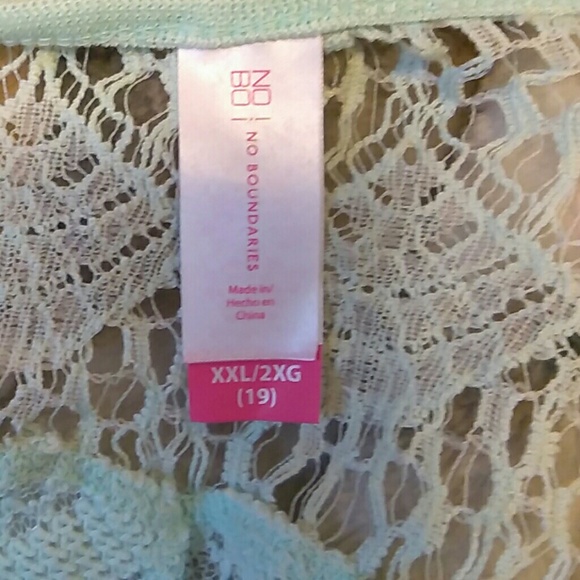 NO
BO
NO BOUNDARIES
Made in/
Hecho en
China
XXL/2XG
(19)